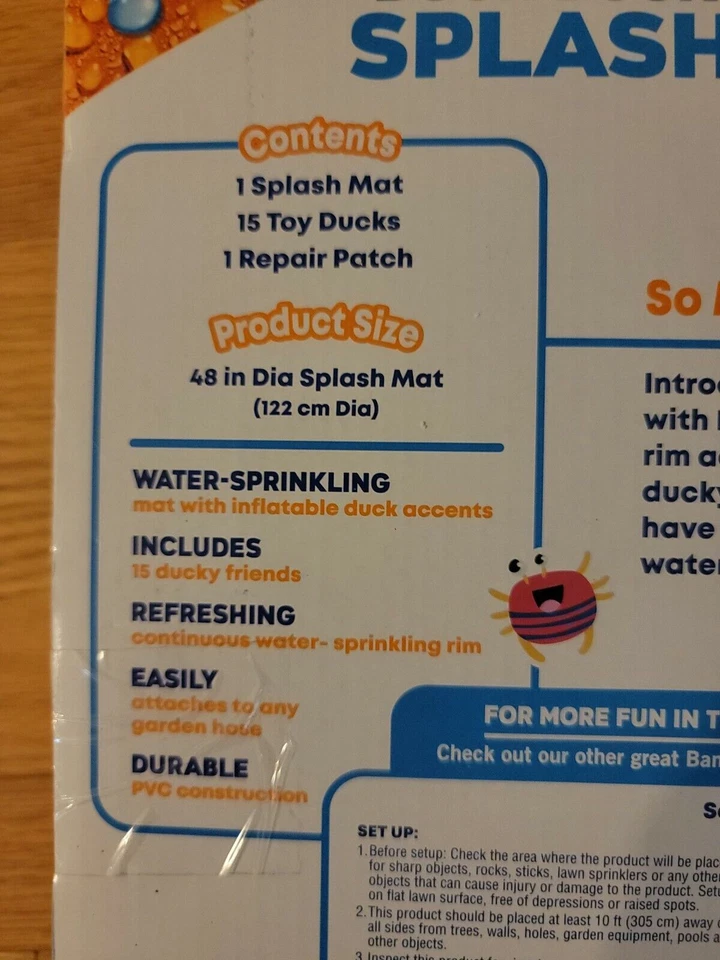 SPLASH
Contents
1 Splash Mat
15 Toy Ducks
1 Repair Patch
Product Size
48 in Dia Splash Mat
(122 cm Dia)
WATER-SPRINKLING
mat with inflatable duck accents
INCLUDES
15 ducky friends
REFRESHING
continuous water- sprinkling rim
EASILY
attaches to any
garden hose
DURABLE
PVC construction
So
Intro
with
rim a
ducky
have
water
FOR MORE FUN IN T
Check out our other great Ban
SET UP:
1. Before setup: Check the area where the product will be plac
for sharp objects, rocks, sticks, lawn sprinklers or any othe
objects that can cause injury or damage to the product. Setu
on flat lawn surface, free of depressions or raised spots.
2. This product should be placed at least 10 ft (305 cm) away
all sides from trees, walls, holes, garden equipment, pools a
other objects.
3. Inspect this product for